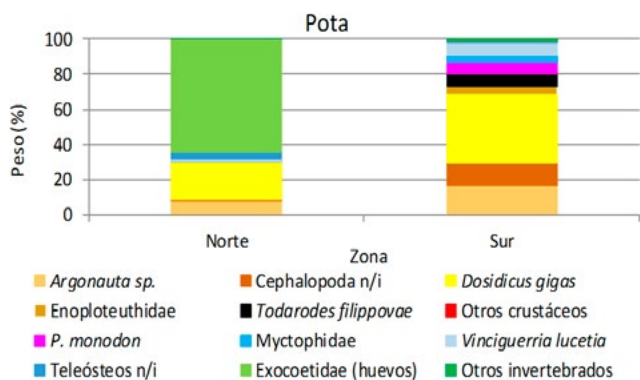 Pota
100
80
60
40
20
0
Peso (%)
Norte Sur
Zona
Argonauta sp. Cephalopoda n/i Dosidicus gigas
Enoploteuthidae Todarodes filippovae Otros crustáceos
P. monodon Myctophidae Vinciguerria lucetia
Teleósteos n/i Exocoetidae (huevos) Otros invertebrados